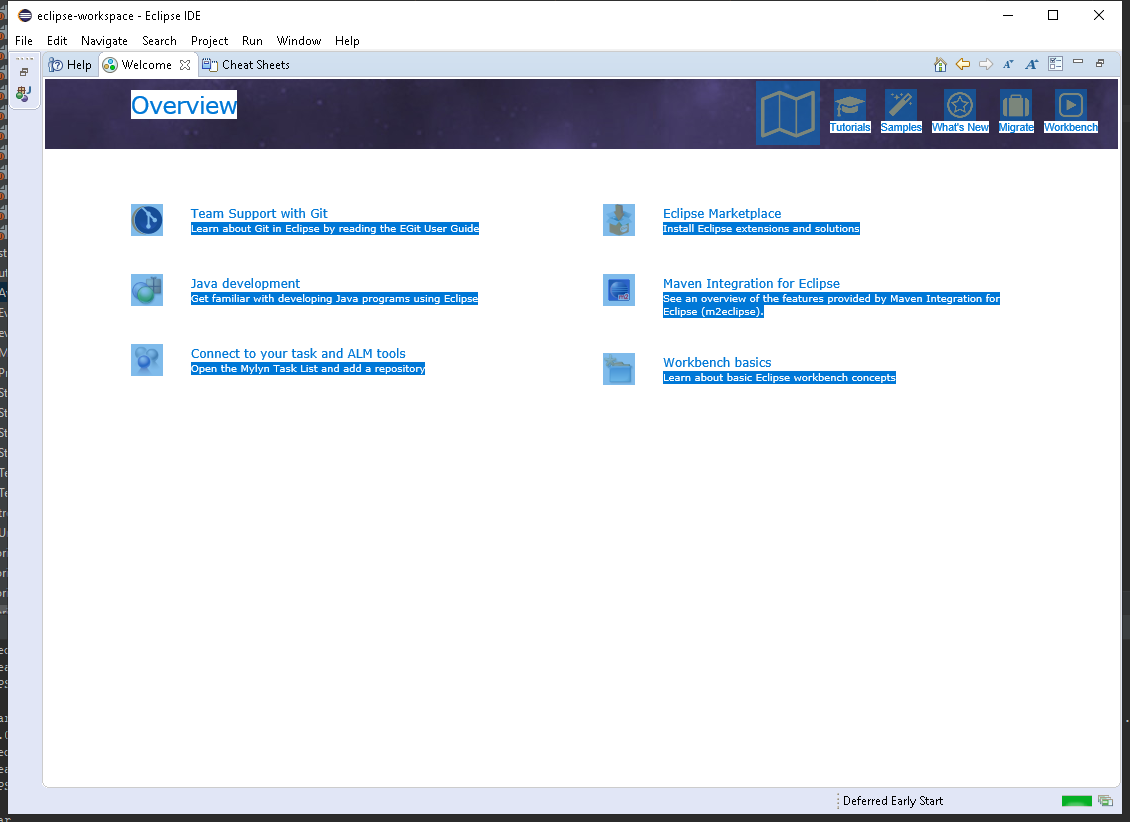 eclipse-workspace - Eclipse IDE
File Edit Navigate Search Project Run Window Help
Help Welcome Cheat Sheets
Overview
Tutorials Samples What's New Migrate Workbench
Team Support with Git
Learn about Git in Eclipse by reading the EGit User Guide
Eclipse Marketplace
Install Eclipse extensions and solutions
Java development
Get familiar with developing Java programs using Eclipse
Maven Integration for Eclipse
See an overview of the features provided by Maven Integration for
Eclipse (m2eclipse).
Connect to your task and ALM tools
Open the Mylyn Task List and add a repository
Workbench basics
Learn about basic Eclipse workbench concepts
Deferred Early Start